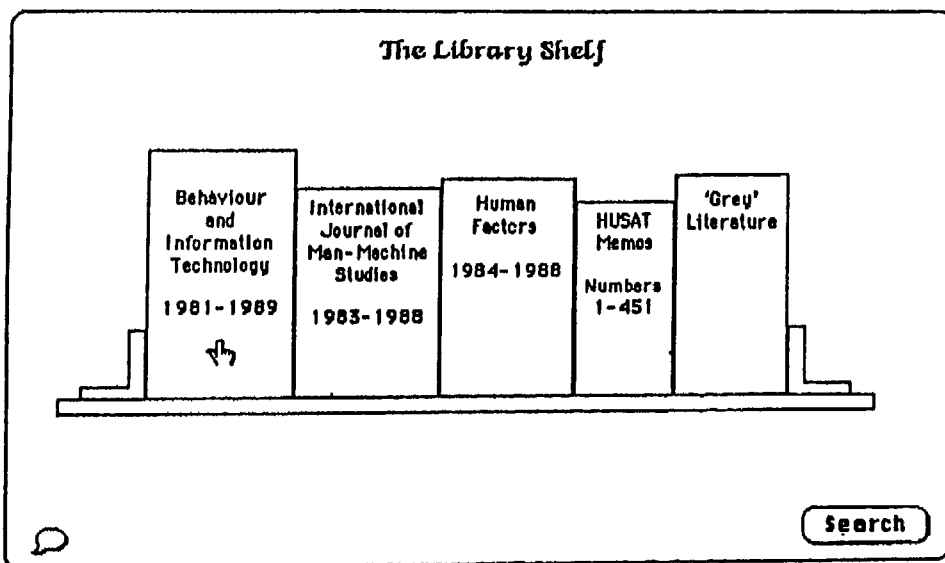 The Library Shelf
Behaviour
and
Information
Technology
1981-1989
International
Journal of
Man-Machine
Studies
1983-1988
Human
Factors
1984-1988
HUSAT
Memos
Numbers
1-451
'Grey'
Literature
Search